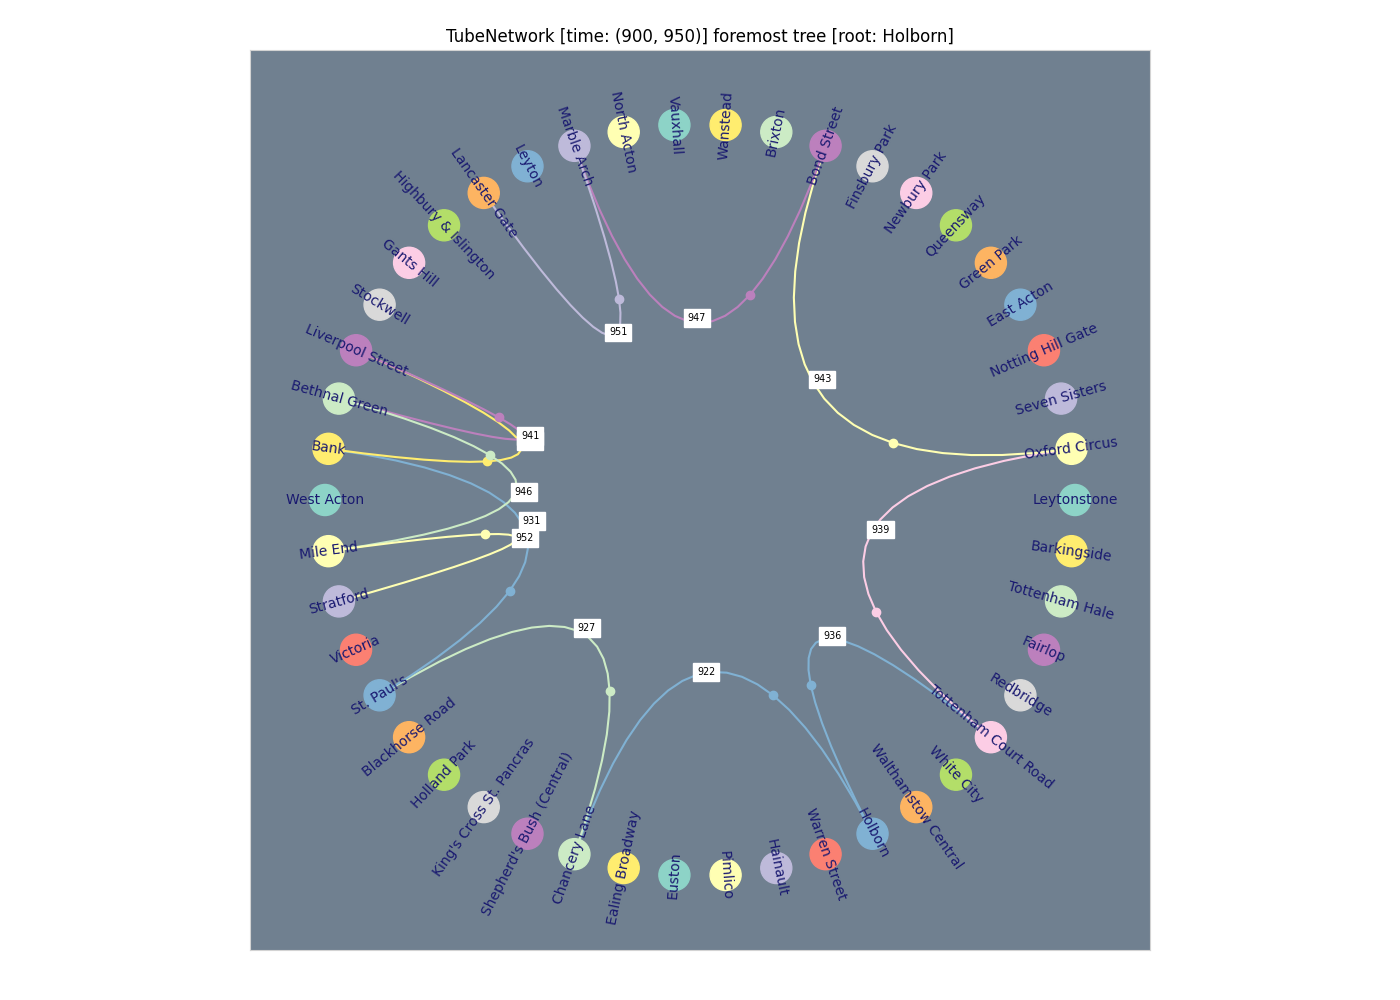 TubeNetwork [time: (900, 950)] foremost tree [root: Holborn]
Marble Arch
North Acton
Vauxhall
Wanstead
Brixton
Bond Street
Leyton
Finsbury Park
Lancaster Gate
Newbury Park
Highbury & Islington
Queensway
Gants Hill
Green Park
Stockwell
East Acton
951
947
Liverpool Street
Notting Hill Gate
943
Bethnal Green
Seven Sisters
941
Bank
Oxford Circus
946
West Acton
Leytonstone
931
939
952
Mile End
Barkingside
Stratford
Tottenham Hale
927
936
Victoria
Fairlop
922
St. Paul's
Redbridge
Blackhorse Road
Tottenham Court Road
Holland Park
White City
King's Cross St. Pancras
Walthamstow Central
Shepherd's Bush (Central)
Holborn
Chancery Lane
Warren Street
Ealing Broadway
Euston
Pimlico
Hainault